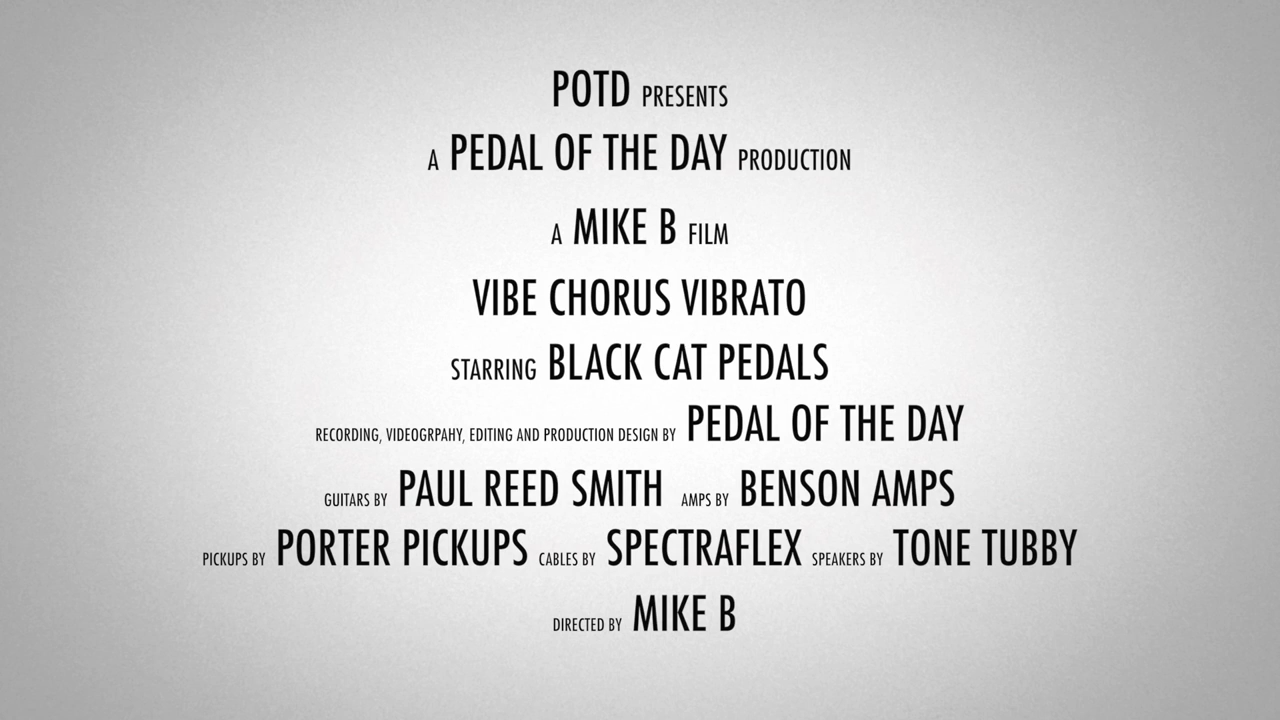 POTD PRESENTS
A PEDAL OF THE DAY PRODUCTION
A MIKE B FILM
VIBE CHORUS VIBRATO
STARRING BLACK CAT PEDALS
RECORDING, VIDEOGRPAHY, EDITING AND PRODUCTION DESIGN BY PEDAL OF THE DAY
GUITARS BY PAUL REED SMITH AMPS BY BENSON AMPS
PICKUPS BY PORTER PICKUPS CABLES BY SPECTRAFLEX SPEAKERS BY TONE TUBBY
DIRECTED BY MIKE B